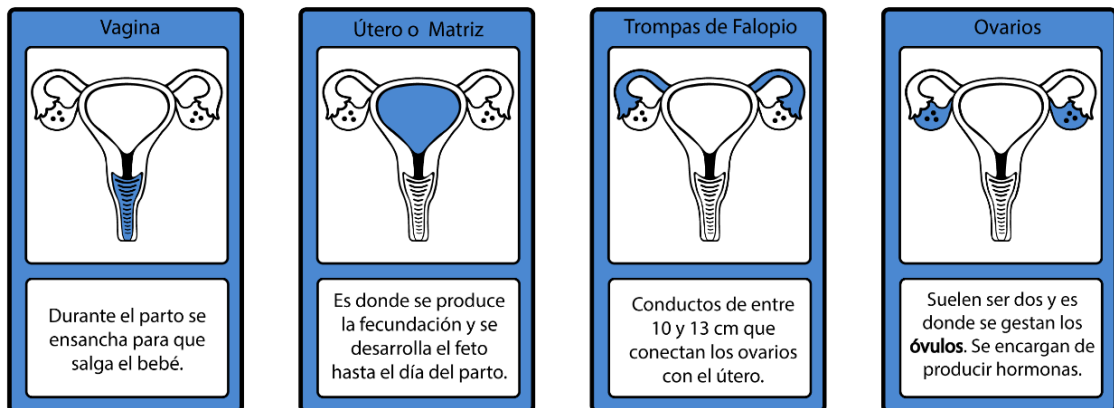 Vagina
Durante el parto se
ensancha para que
salga el bebé.
Útero o Matriz
Es donde se produce
la fecundación y se
desarrolla el feto
hasta el día del parto.
Trompas de Falopio
Conductos de entre
10 y 13 cm que
conectan los ovarios
con el útero.
Ovarios
Suelen ser dos y es
donde se gestan los
óvulos. Se encargan de
producir hormonas.